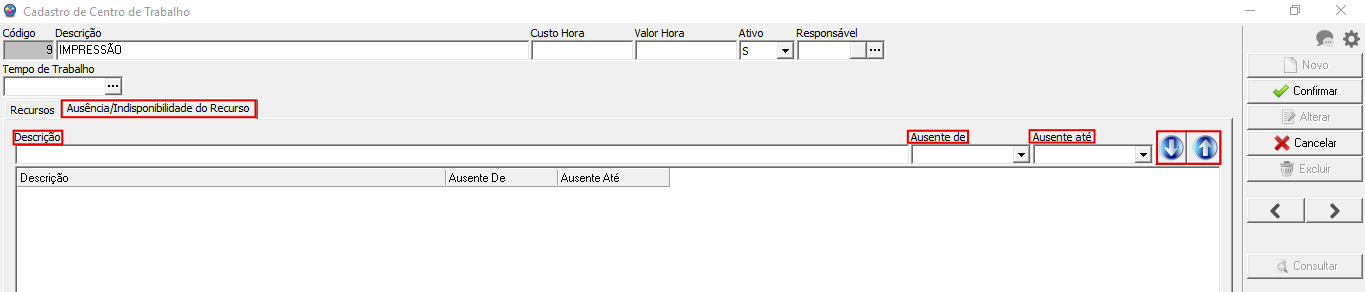 Cadastro de Centro de Trabalho
Código Descrição Custo Hora Valor Hora Ativo Responsável
9 IMPRESSÃO S ...
Tempo de Trabalho
...
Recursos Ausência/Indisponibilidade do Recurso
Descrição Ausente de Ausente até
Descrição Ausente De Ausente Até
Novo
Confirmar
Alterar
Cancelar
Excluir
Consultar